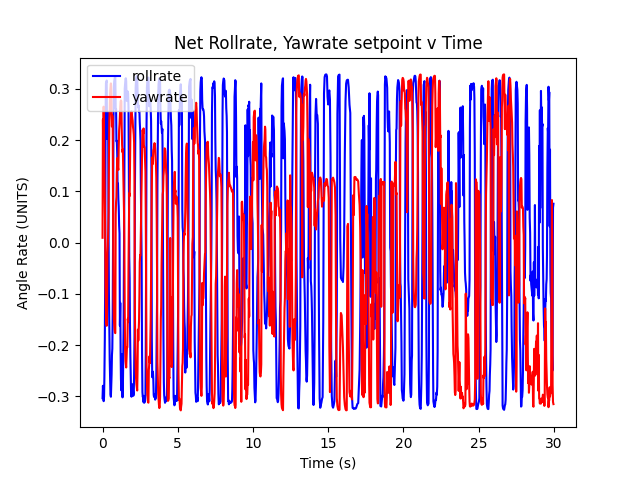 Net Rollrate, Yawrate setpoint v Time
rollrate
yawrate
Angle Rate (UNITS)
0.3
0.2
0.1
0.0
−0.1
−0.2
−0.3
0 5 10 15 20 25 30
Time (s)